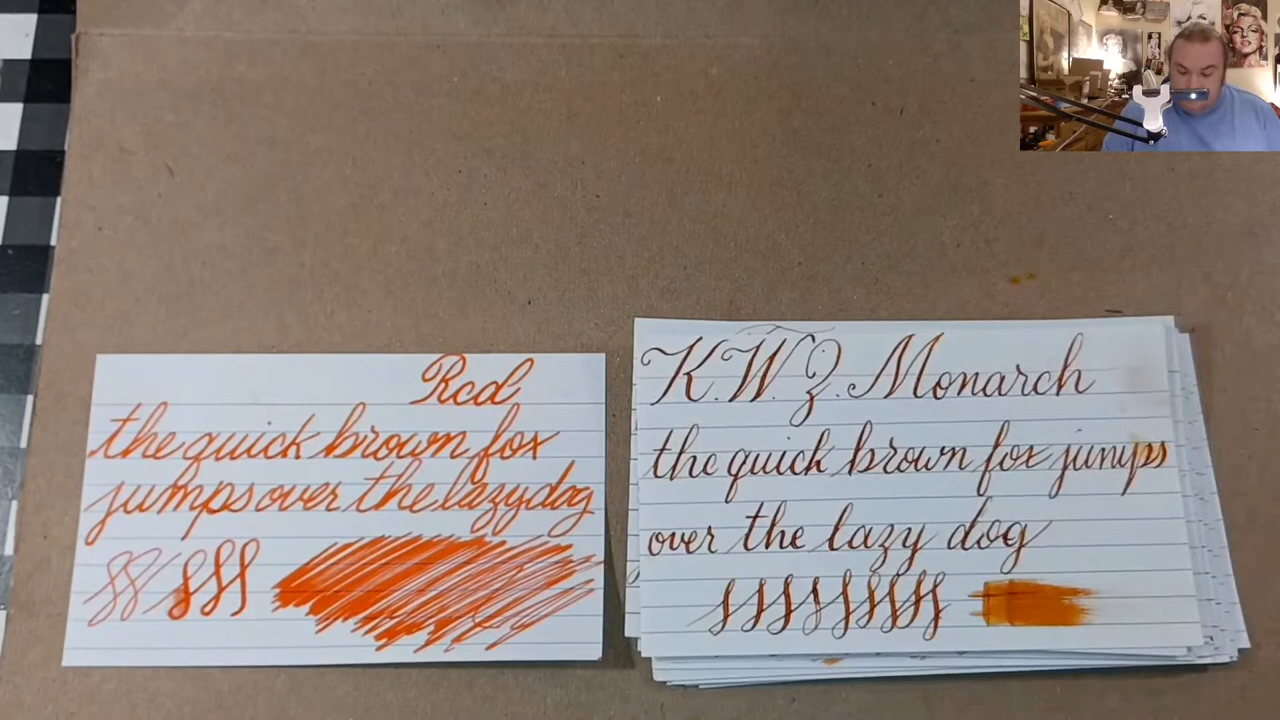 Red
the quick brown fox
jumps over the lazy dog
K.W.Z. Monarch
the quick brown fox jumps
over the lazy dog